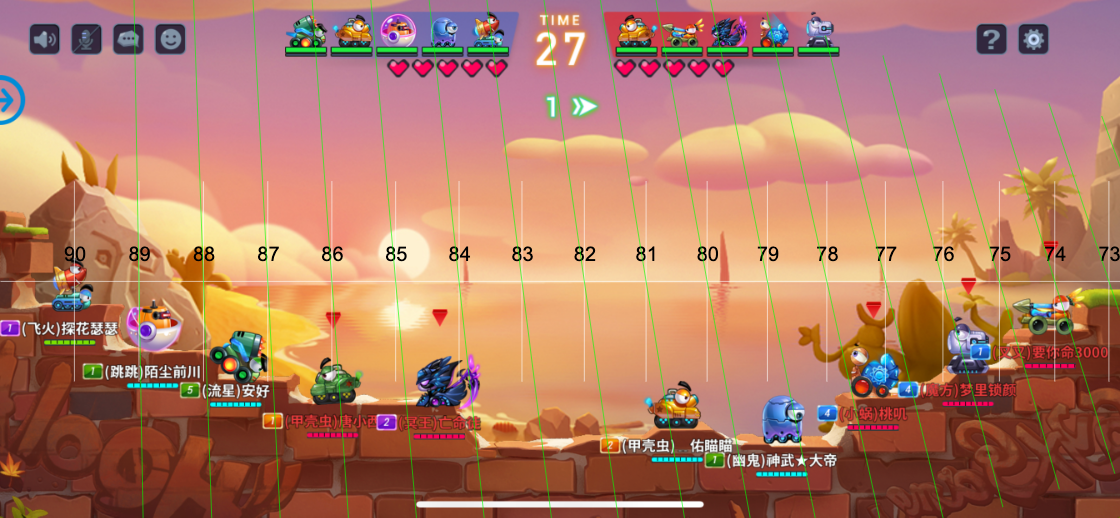 TIME
27
1
90 89 88 87 86 85 84 83 82 81 80 79 78 77 76 75 74 73
1 (飞火)探花瑟瑟
1 (跳跳)陌尘前川
5 (流星)安好
1 (甲壳虫)唐小
2
2 (甲壳虫) 佑瞄瞄
1 (幽鬼)神武★大帝
4 (小蜗)桃叽
4 (魔方)梦里锁颜
1 要你命3000